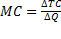 MC = ΔTC/ΔQ